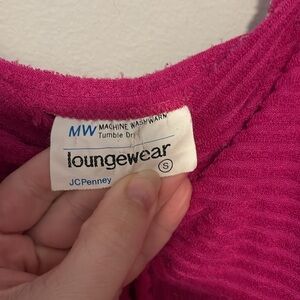 MW MACHINE WASH WARM
Tumble Dry
loungewear
S
JCPenney